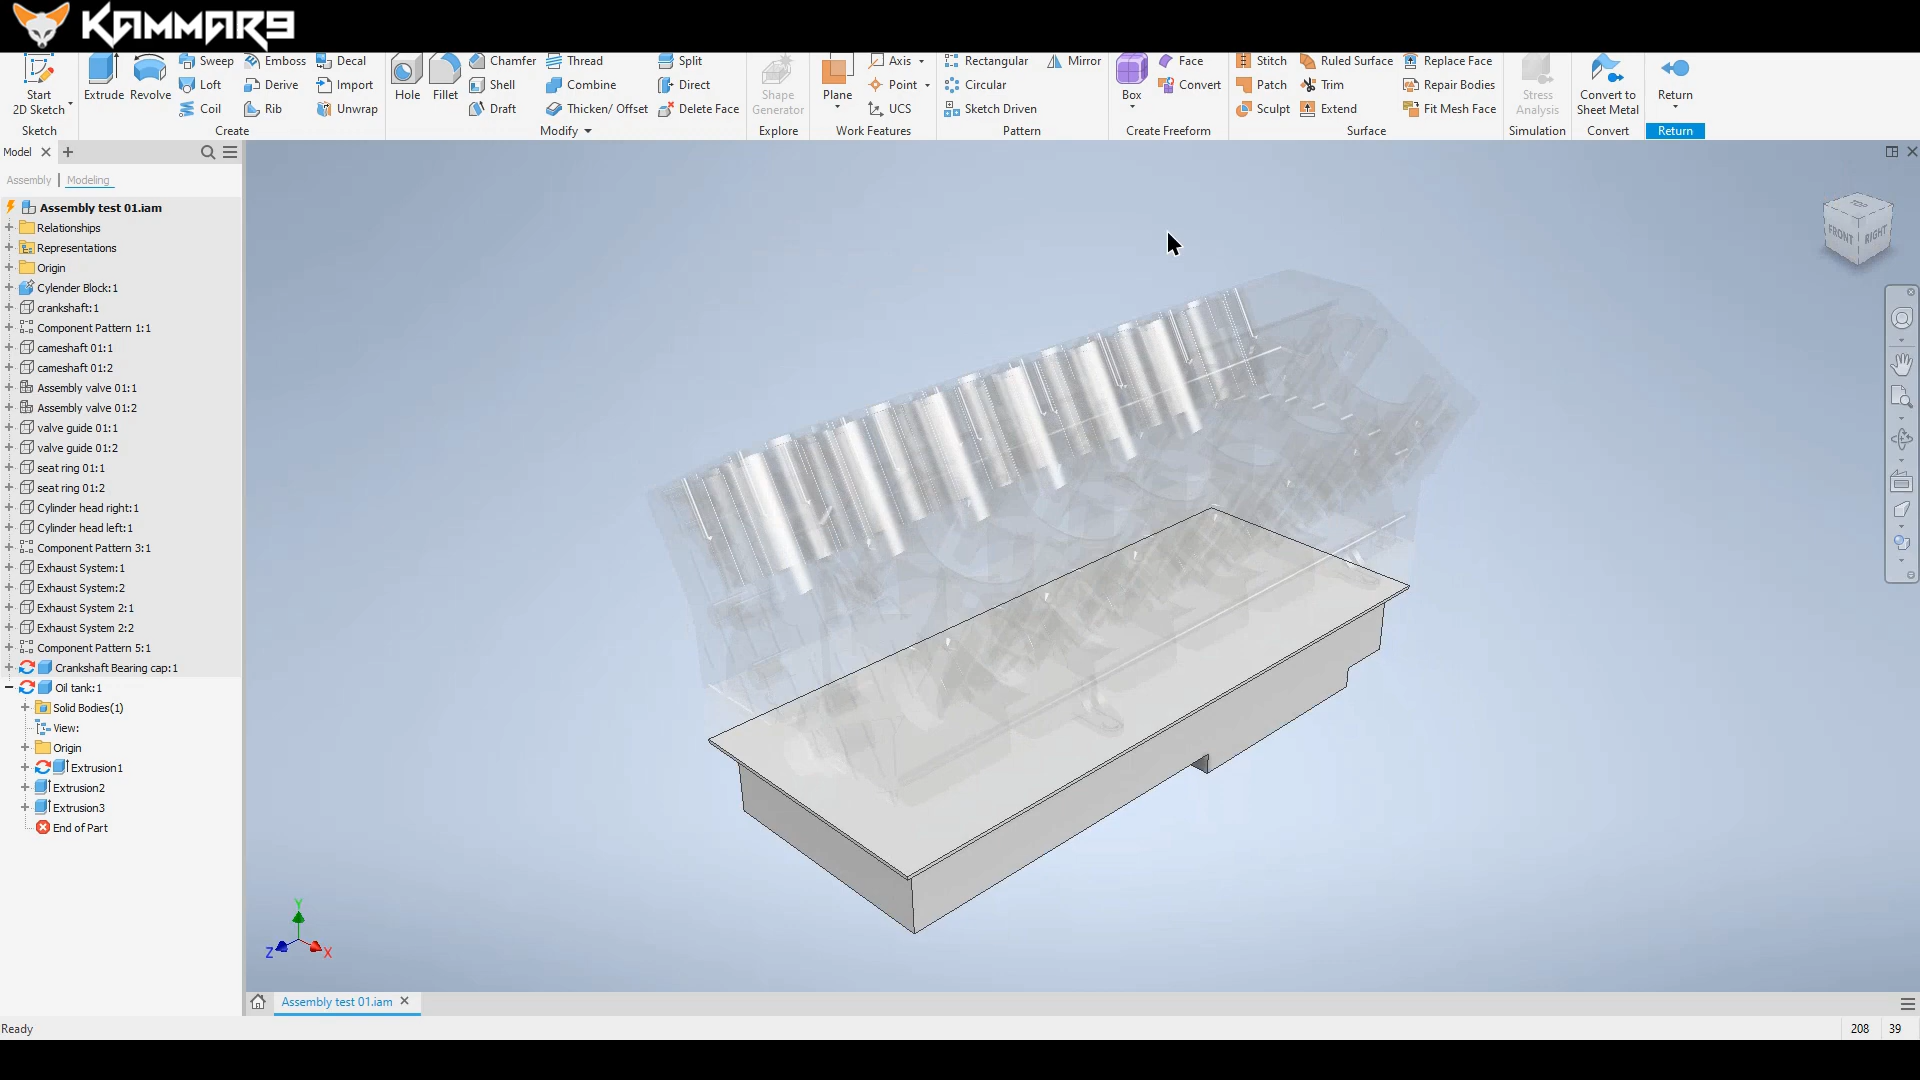 KAMMAR9
Start
2D Sketch
Sketch
Extrude
Revolve
Sweep
Emboss
Decal
Loft
Derive
Import
Coil
Rib
Unwrap
Create
Hole
Fillet
Chamfer
Thread
Split
Shell
Combine
Direct
Draft
Thicken/ Offset
Delete Face
Modify
Shape
Generator
Explore
Plane
Axis
Point
UCS
Work Features
Rectangular
Mirror
Circular
Sketch Driven
Pattern
Box
Face
Convert
Create Freeform
Stitch
Ruled Surface
Replace Face
Patch
Trim
Repair Bodies
Sculpt
Extend
Fit Mesh Face
Surface
Stress
Analysis
Simulation
Convert to
Sheet Metal
Convert
Return
Return
Model
Assembly | Modeling
Assembly test 01.iam
Relationships
Representations
Origin
Cylender Block:1
crankshaft:1
Component Pattern 1:1
cameshaft 01:1
cameshaft 01:2
Assembly valve 01:1
Assembly valve 01:2
valve guide 01:1
valve guide 01:2
seat ring 01:1
seat ring 01:2
Cylinder head right:1
Cylinder head left:1
Component Pattern 3:1
Exhaust System:1
Exhaust System:2
Exhaust System 2:1
Exhaust System 2:2
Component Pattern 5:1
Crankshaft Bearing cap:1
Oil tank:1
Solid Bodies(1)
View:
Origin
Extrusion1
Extrusion2
Extrusion3
End of Part
TOP
FRONT
RIGHT
Y
Z
X
Assembly test 01.iam
Ready
208
39